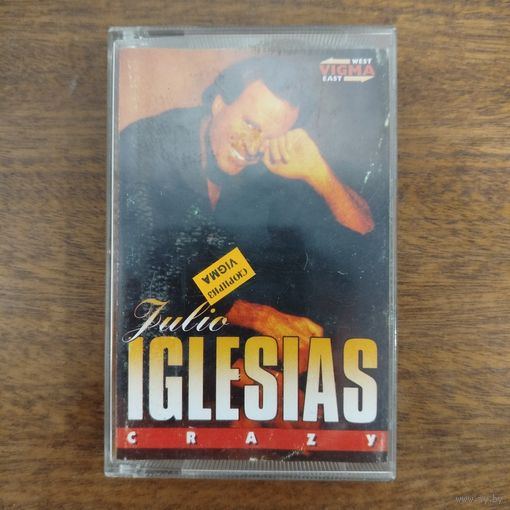 WEST
VIGMA
EAST
СЮРПРИЗ
VIGMA
Julio
IGLESIAS
CRAZY
www.ay.by